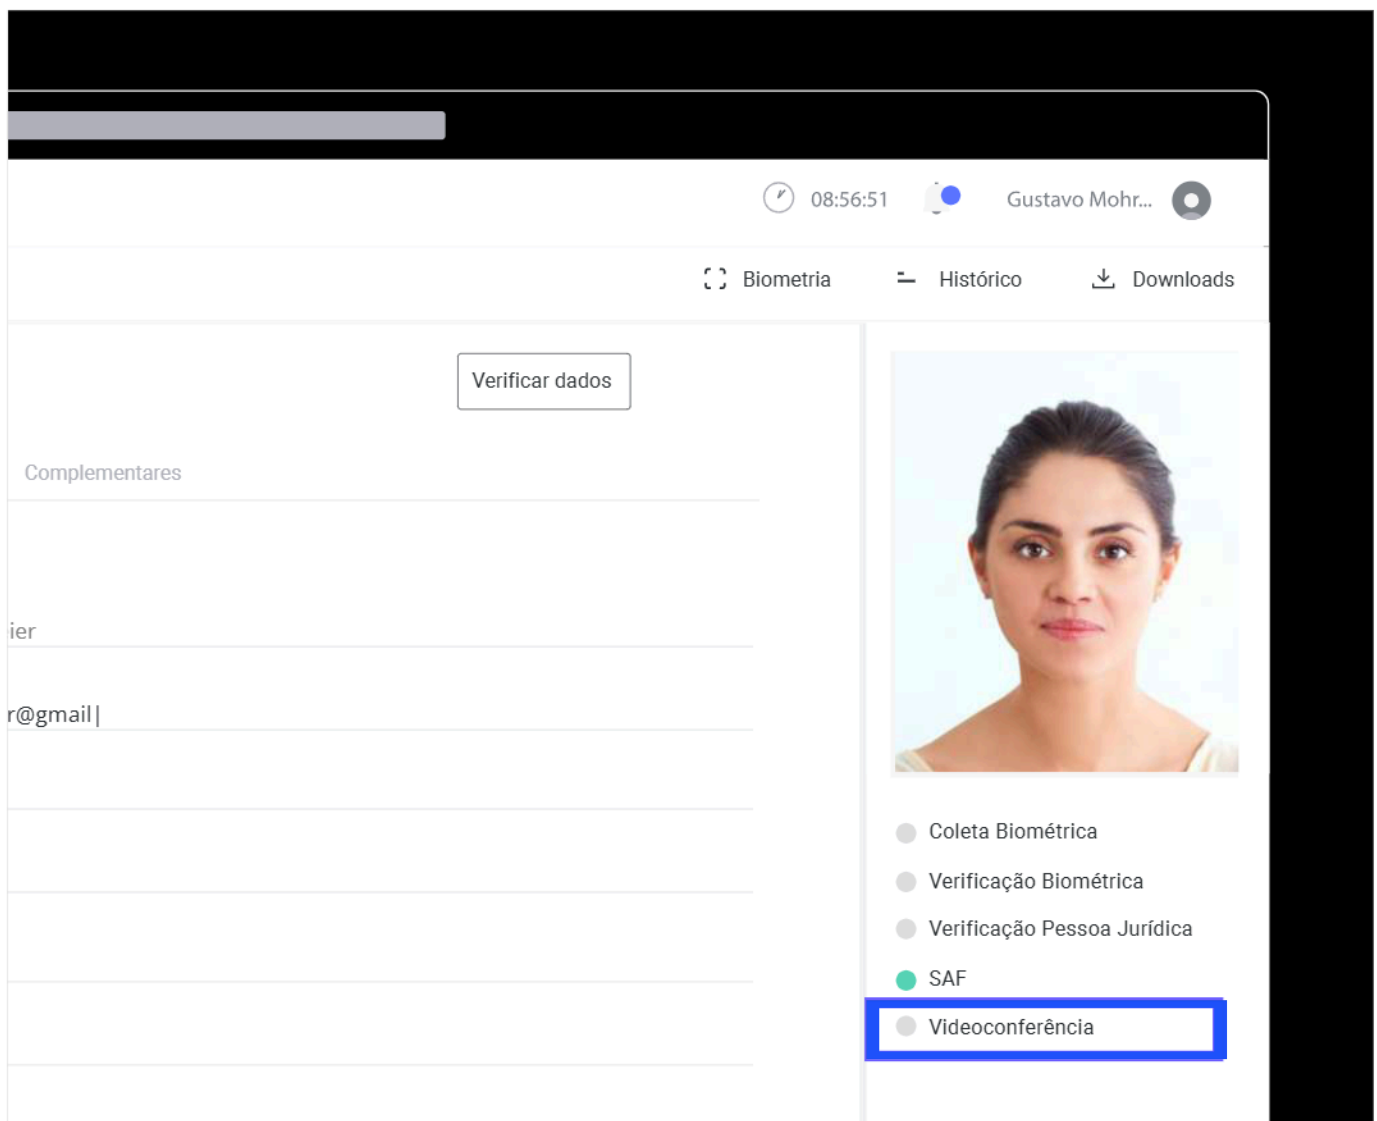 08:56:51 Gustavo Mohr...
Biometria Histórico Downloads
Verificar dados
Complementares
ier
r@gmail|
Coleta Biométrica
Verificação Biométrica
Verificação Pessoa Jurídica
SAF
Videoconferência